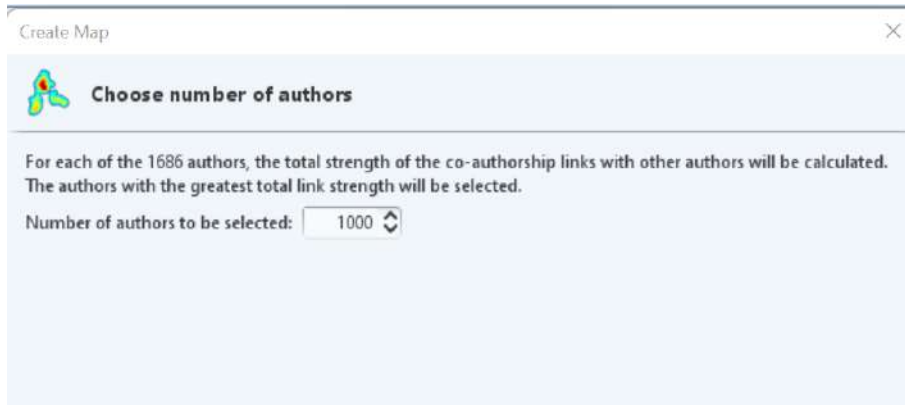 Create Map
Choose number of authors
For each of the 1686 authors, the total strength of the co-authorship links with other authors will be calculated.
The authors with the greatest total link strength will be selected.
Number of authors to be selected: 1000